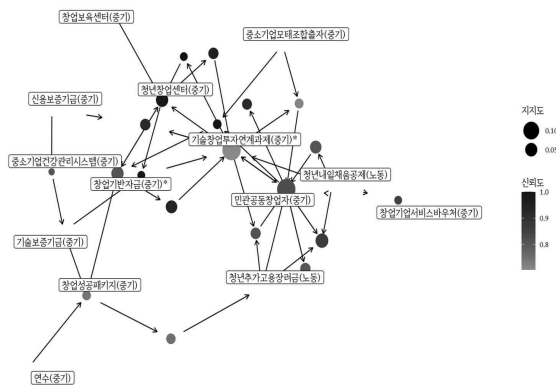 창업보육센터(중기)
중소기업모태조합출자(중기)
청년창업센터(중기)
신용보증기금(중기)
지지도
0.10
0.05
기술창업투자연계과제(중기)*
중소기업건강관리시스템(중기)
청년내일채움공제(노동)
창업기반자금(중기)*
신뢰도
1.0
0.9
0.8
민관공동창업자(중기)
창업기업서비스바우처(중기)
기술보증기금(중기)
청년추가고용장려금(노동)
창업성공패키지(중기)
연수(중기)